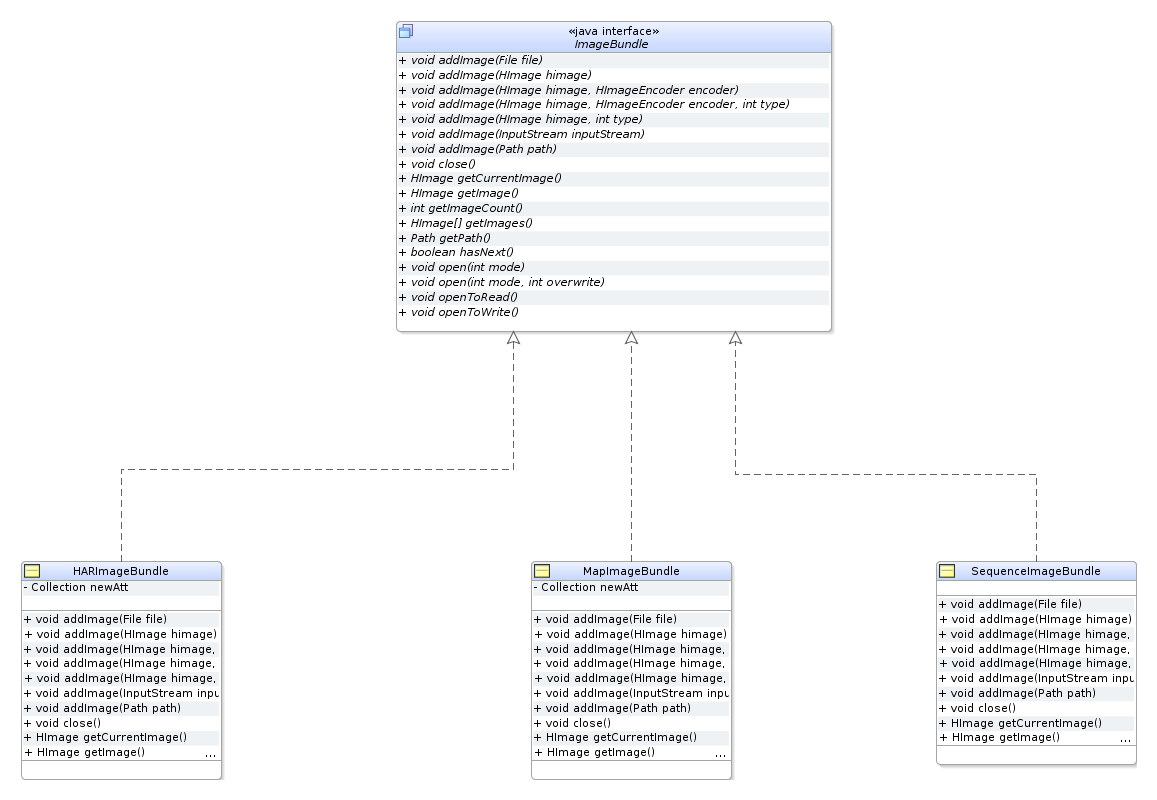 «java interface»
ImageBundle
+ void addImage(File file)
+ void addImage(HImage himage)
+ void addImage(HImage himage, HImageEncoder encoder)
+ void addImage(HImage himage, HImageEncoder encoder, int type)
+ void addImage(HImage himage, int type)
+ void addImage(InputStream inputStream)
+ void addImage(Path path)
+ void close()
+ HImage getCurrentImage()
+ HImage getImage()
+ int getImageCount()
+ HImage[] getImages()
+ Path getPath()
+ boolean hasNext()
+ void open(int mode)
+ void open(int mode, int overwrite)
+ void openToRead()
+ void openToWrite()
HARImageBundle
- Collection newAtt
+ void addImage(File file)
+ void addImage(HImage himage)
+ void addImage(HImage himage,
+ void addImage(HImage himage,
+ void addImage(HImage himage,
+ void addImage(InputStream inpu
+ void addImage(Path path)
+ void close()
+ HImage getCurrentImage()
+ HImage getImage() ...
MapImageBundle
- Collection newAtt
+ void addImage(File file)
+ void addImage(HImage himage)
+ void addImage(HImage himage,
+ void addImage(HImage himage,
+ void addImage(HImage himage,
+ void addImage(InputStream inpu
+ void addImage(Path path)
+ void close()
+ HImage getCurrentImage()
+ HImage getImage() ...
SequenceImageBundle
+ void addImage(File file)
+ void addImage(HImage himage)
+ void addImage(HImage himage,
+ void addImage(HImage himage,
+ void addImage(HImage himage,
+ void addImage(InputStream inpu
+ void addImage(Path path)
+ void close()
+ HImage getCurrentImage()
+ HImage getImage() ...